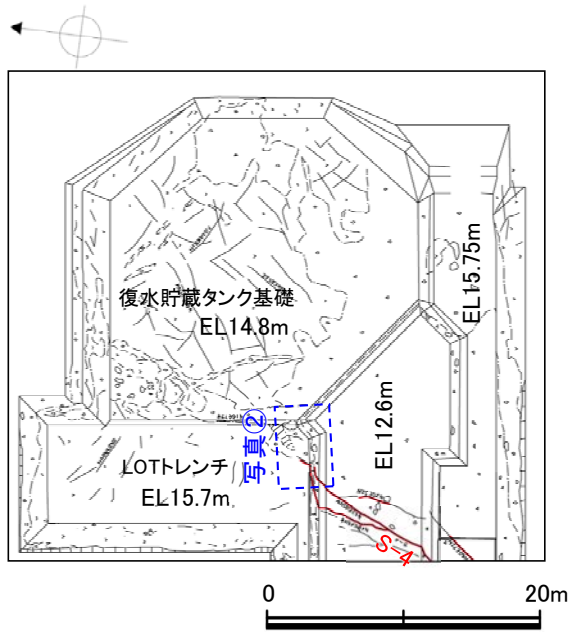 復水貯蔵タンク基礎
EL14.8m
EL15.75m
写真②
EL12.6m
LOTトレンチ
EL15.7m
S-4
0
20m